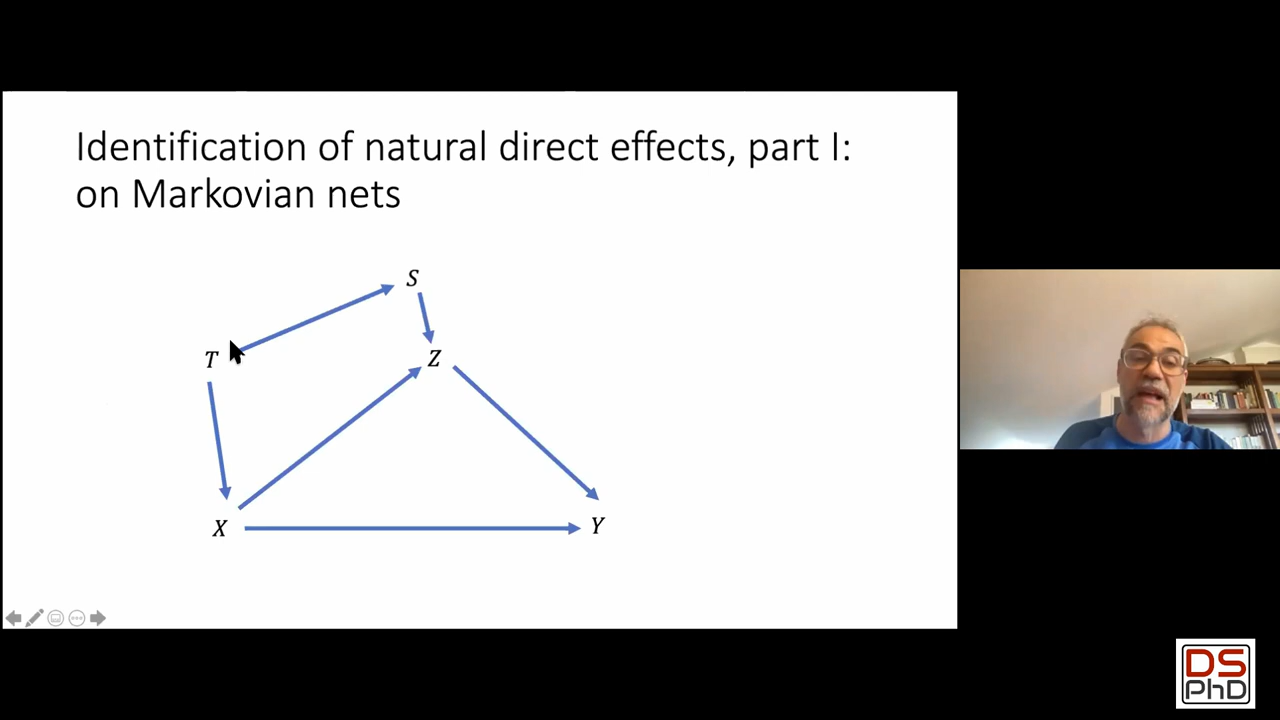 Identification of natural direct effects, part I:
on Markovian nets
S
T
Z
X
Y
DS
PhD